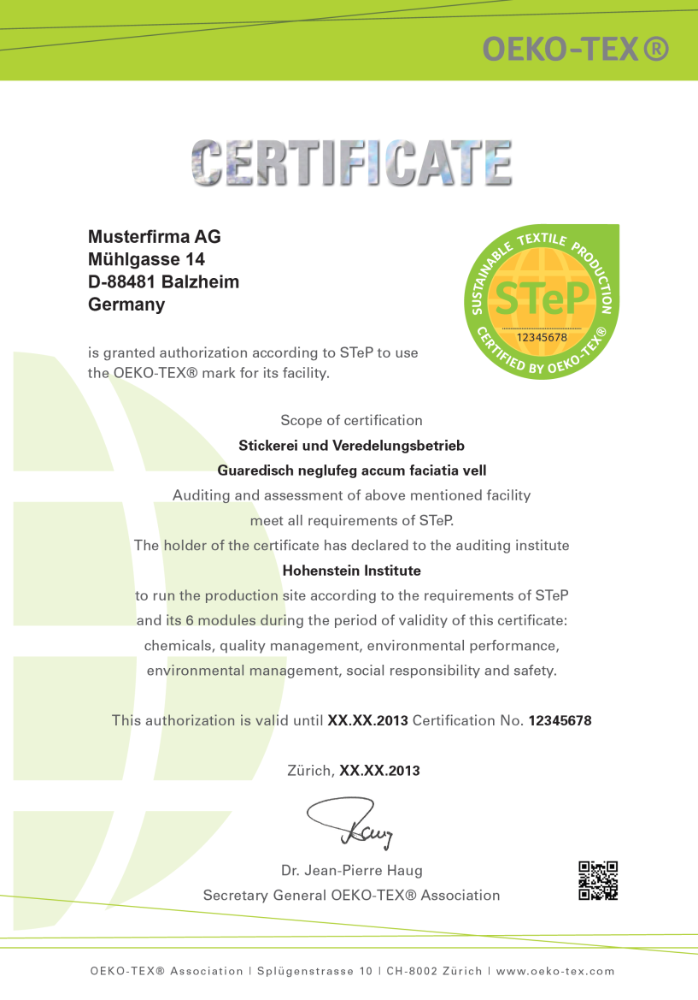 OEKO-TEX®
CERTIFICATE
Musterfirma AG
Mühlgasse 14
D-88481 Balzheim
Germany
SUSTAINABLE TEXTILE PRODUCTION
STeP
12345678
CERTIFIED BY OEKO-TEX®
is granted authorization according to STeP to use
the OEKO-TEX® mark for its facility.
Scope of certification
Stickerei und Veredelungsbetrieb
Guaredisch neglufeg accum faciatia vell
Auditing and assessment of above mentioned facility
meet all requirements of STeP.
The holder of the certificate has declared to the auditing institute
Hohenstein Institute
to run the production site according to the requirements of STeP
and its 6 modules during the period of validity of this certificate:
chemicals, quality management, environmental performance,
environmental management, social responsibility and safety.
This authorization is valid until XX.XX.2013 Certification No. 12345678
Zürich, XX.XX.2013
Haug
Dr. Jean-Pierre Haug
Secretary General OEKO-TEX® Association
OEKO-TEX® Association | Splügenstrasse 10 | CH-8002 Zürich | www.oeko-tex.com